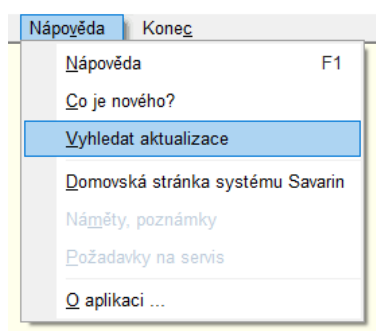 Nápověda Konec
Nápověda F1
Co je nového?
Vyhledat aktualizace
Domovská stránka systému Savarin
Náměty, poznámky
Požadavky na servis
O aplikaci ...